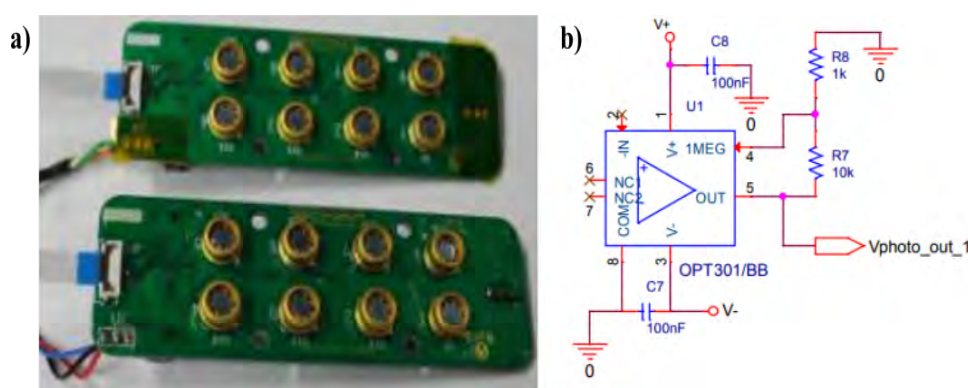 a)
b)
V+
C8
100nF
0
R8
1k
0
U1
2
1
-IN
V+
1MEG
4
6
NC1
7
NC2
COM
V-
OUT
5
R7
10k
Vphoto_out_1
8
3
OPT301/BB
C7
100nF
V-
0